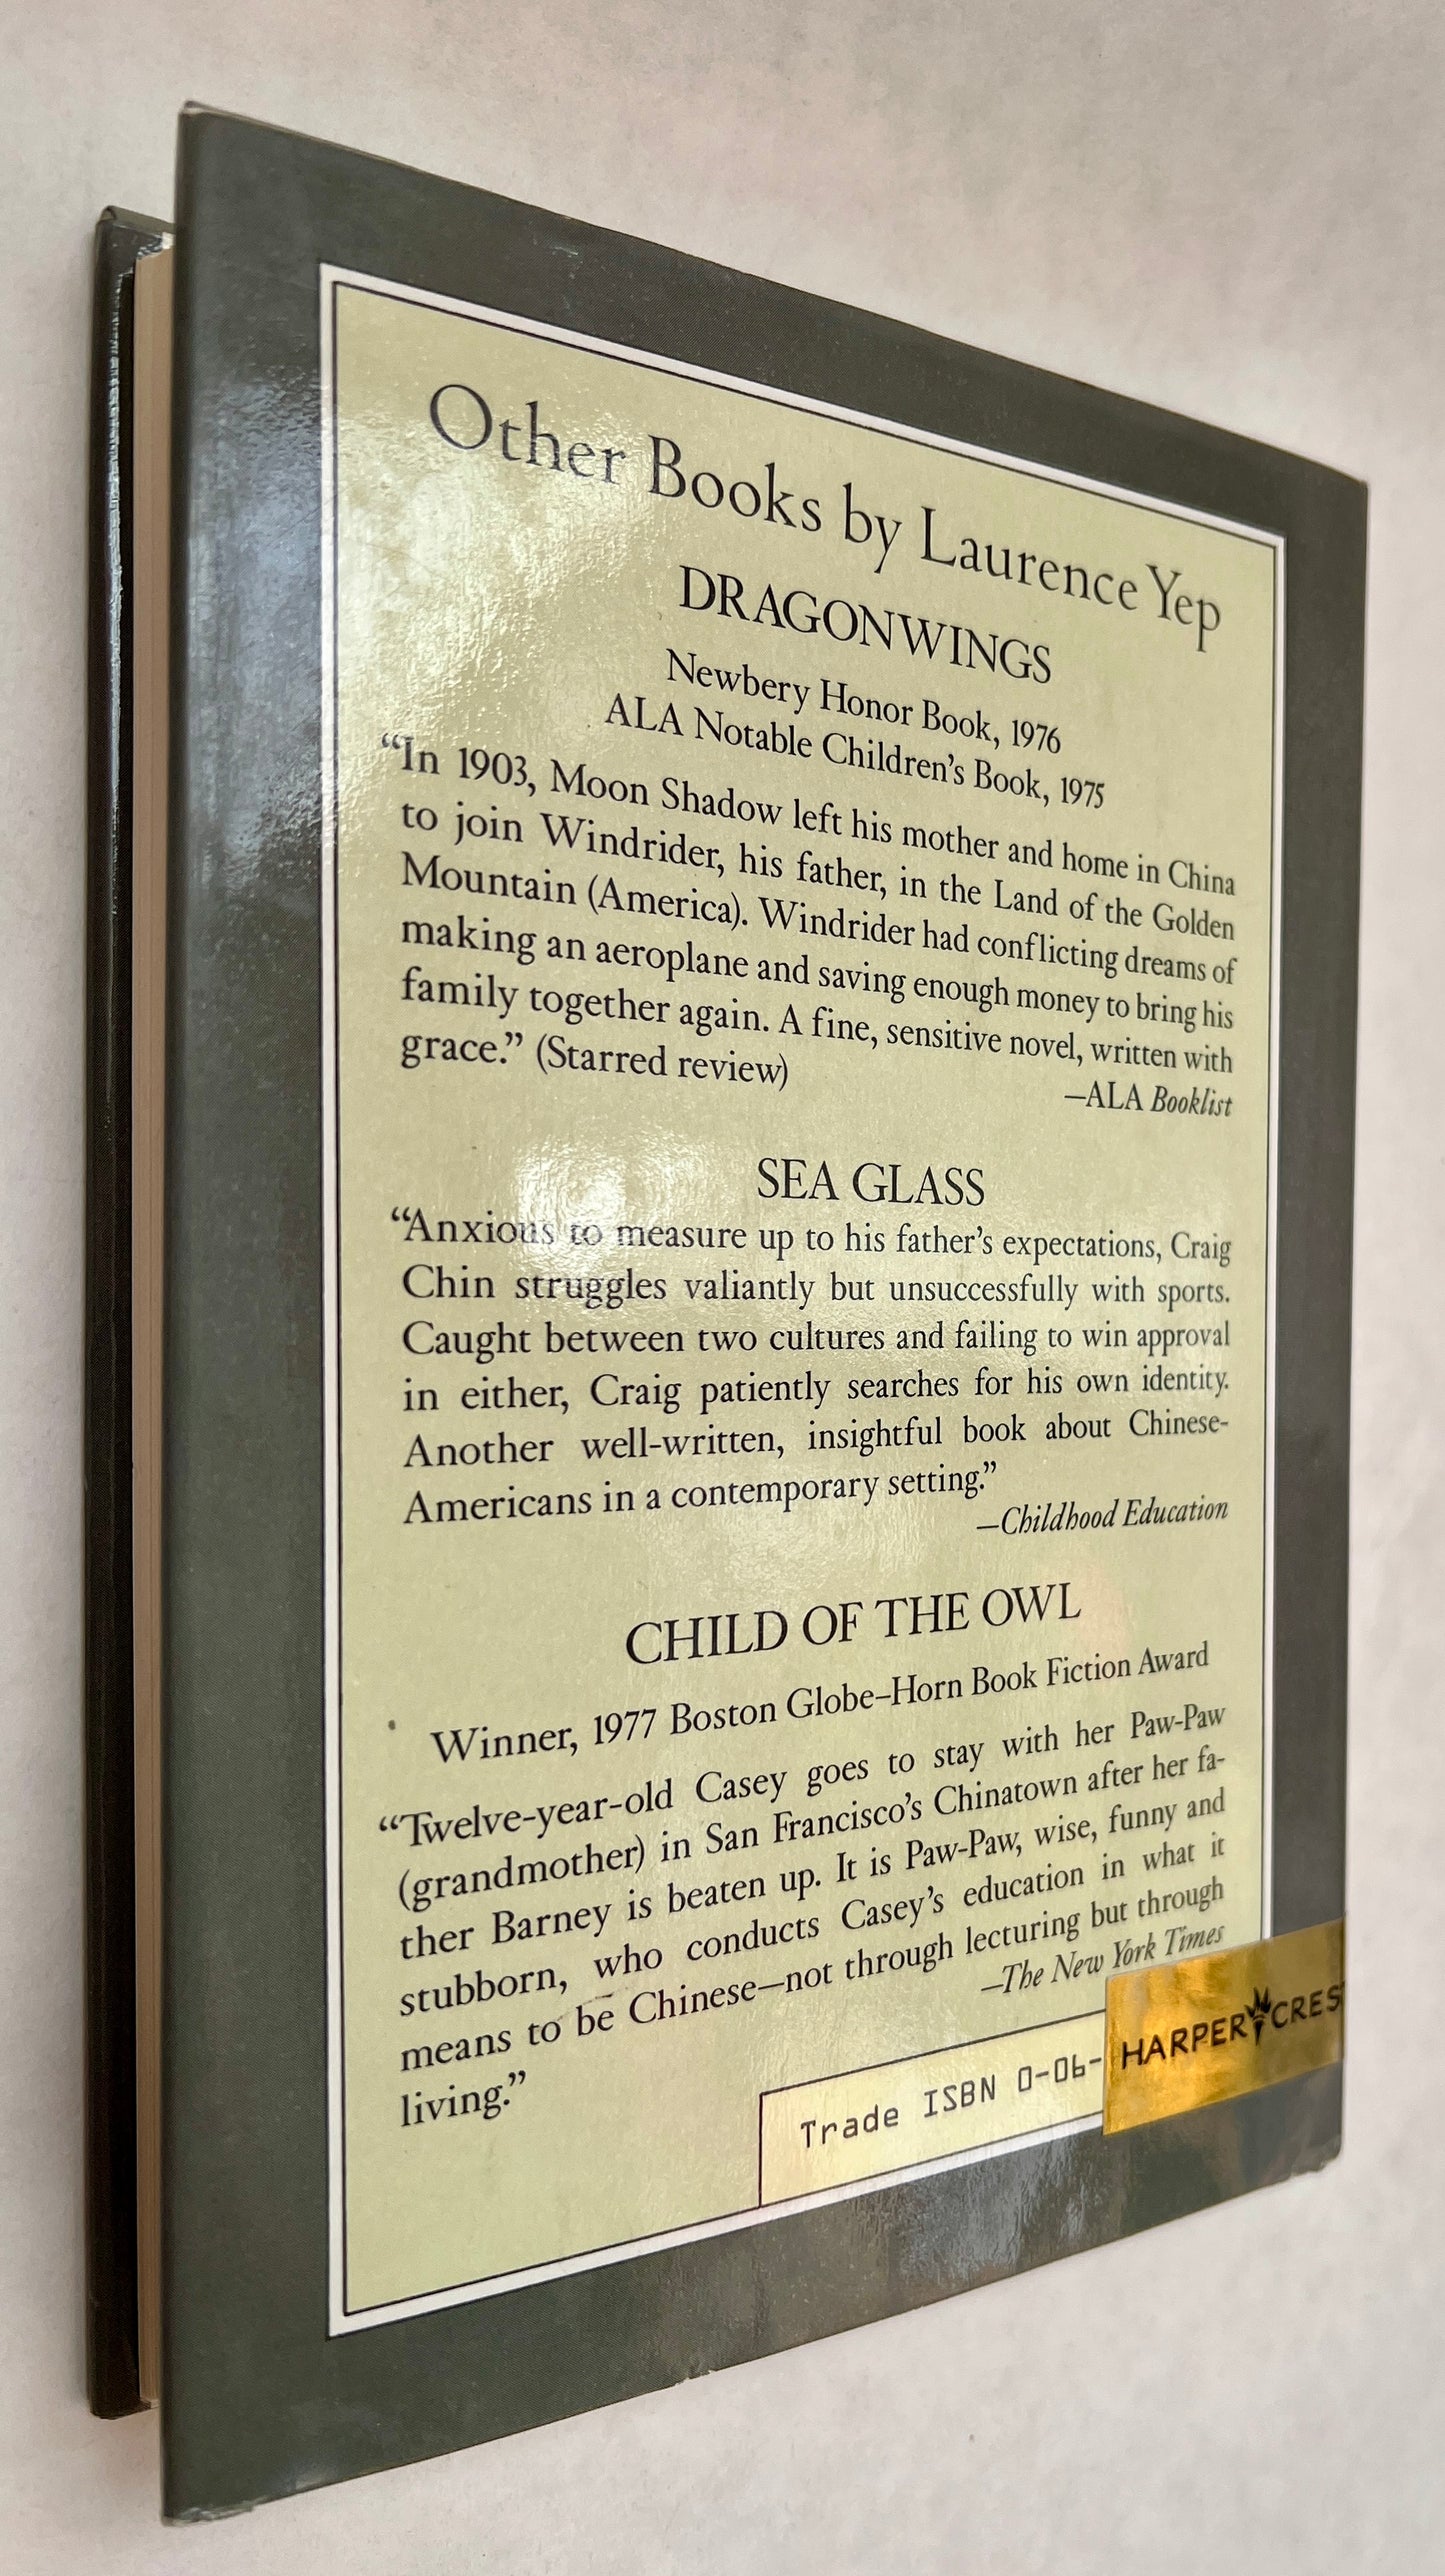 Other Books by Laurence Yep
DRAGONWINGS
Newbery Honor Book, 1976
ALA Notable Children's Book, 1975
“In 1903, Moon Shadow left his mother and home in China
to join Windrider, his father, in the Land of the Golden
Mountain (America). Windrider had conflicting dreams of
making an aeroplane and saving enough money to bring his
family together again. A fine, sensitive novel, written with
grace.” (Starred review)
—ALA Booklist
SEA GLASS
“Anxious to measure up to his father's expectations, Craig
Chin struggles valiantly but unsuccessfully with sports.
Caught between two cultures and failing to win approval
in either, Craig patiently searches for his own identity.
Another well-written, insightful book about Chinese-
Americans in a contemporary setting.”
—Childhood Education
CHILD OF THE OWL
Winner, 1977 Boston Globe–Horn Book Fiction Award
“Twelve-year-old Casey goes to stay with her Paw-Paw
(grandmother) in San Francisco's Chinatown after her fa-
ther Barney is beaten up. It is Paw-Paw, wise, funny and
stubborn, who conducts Casey's education in what it
means to be Chinese—not through lecturing but through
living.”
—The New York Times
Trade ISBN 0-06-
HARPER CREST